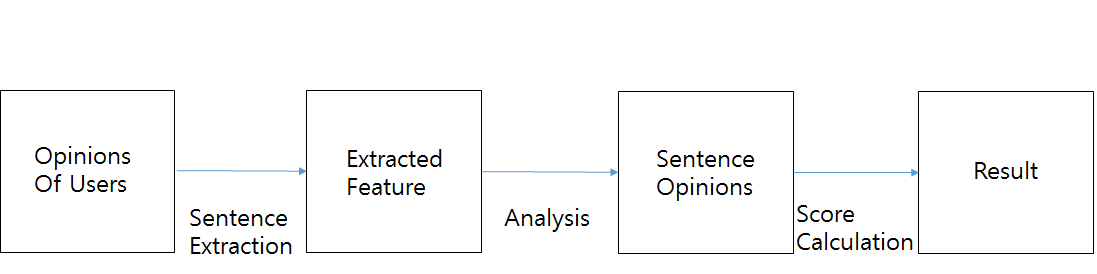 Opinions
Of Users
Sentence
Extraction
Extracted
Feature
Analysis
Sentence
Opinions
Score
Calculation
Result